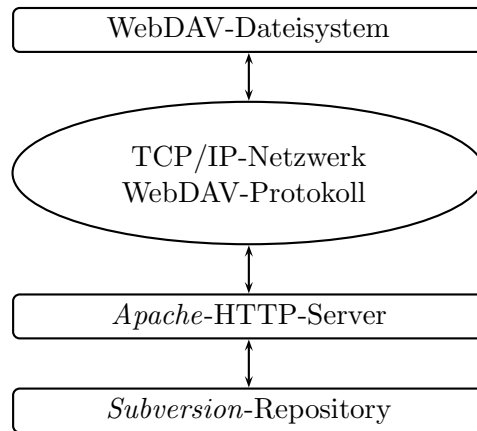 WebDAV-Dateisystem
TCP/IP-Netzwerk
WebDAV-Protokoll
Apache-HTTP-Server
Subversion-Repository